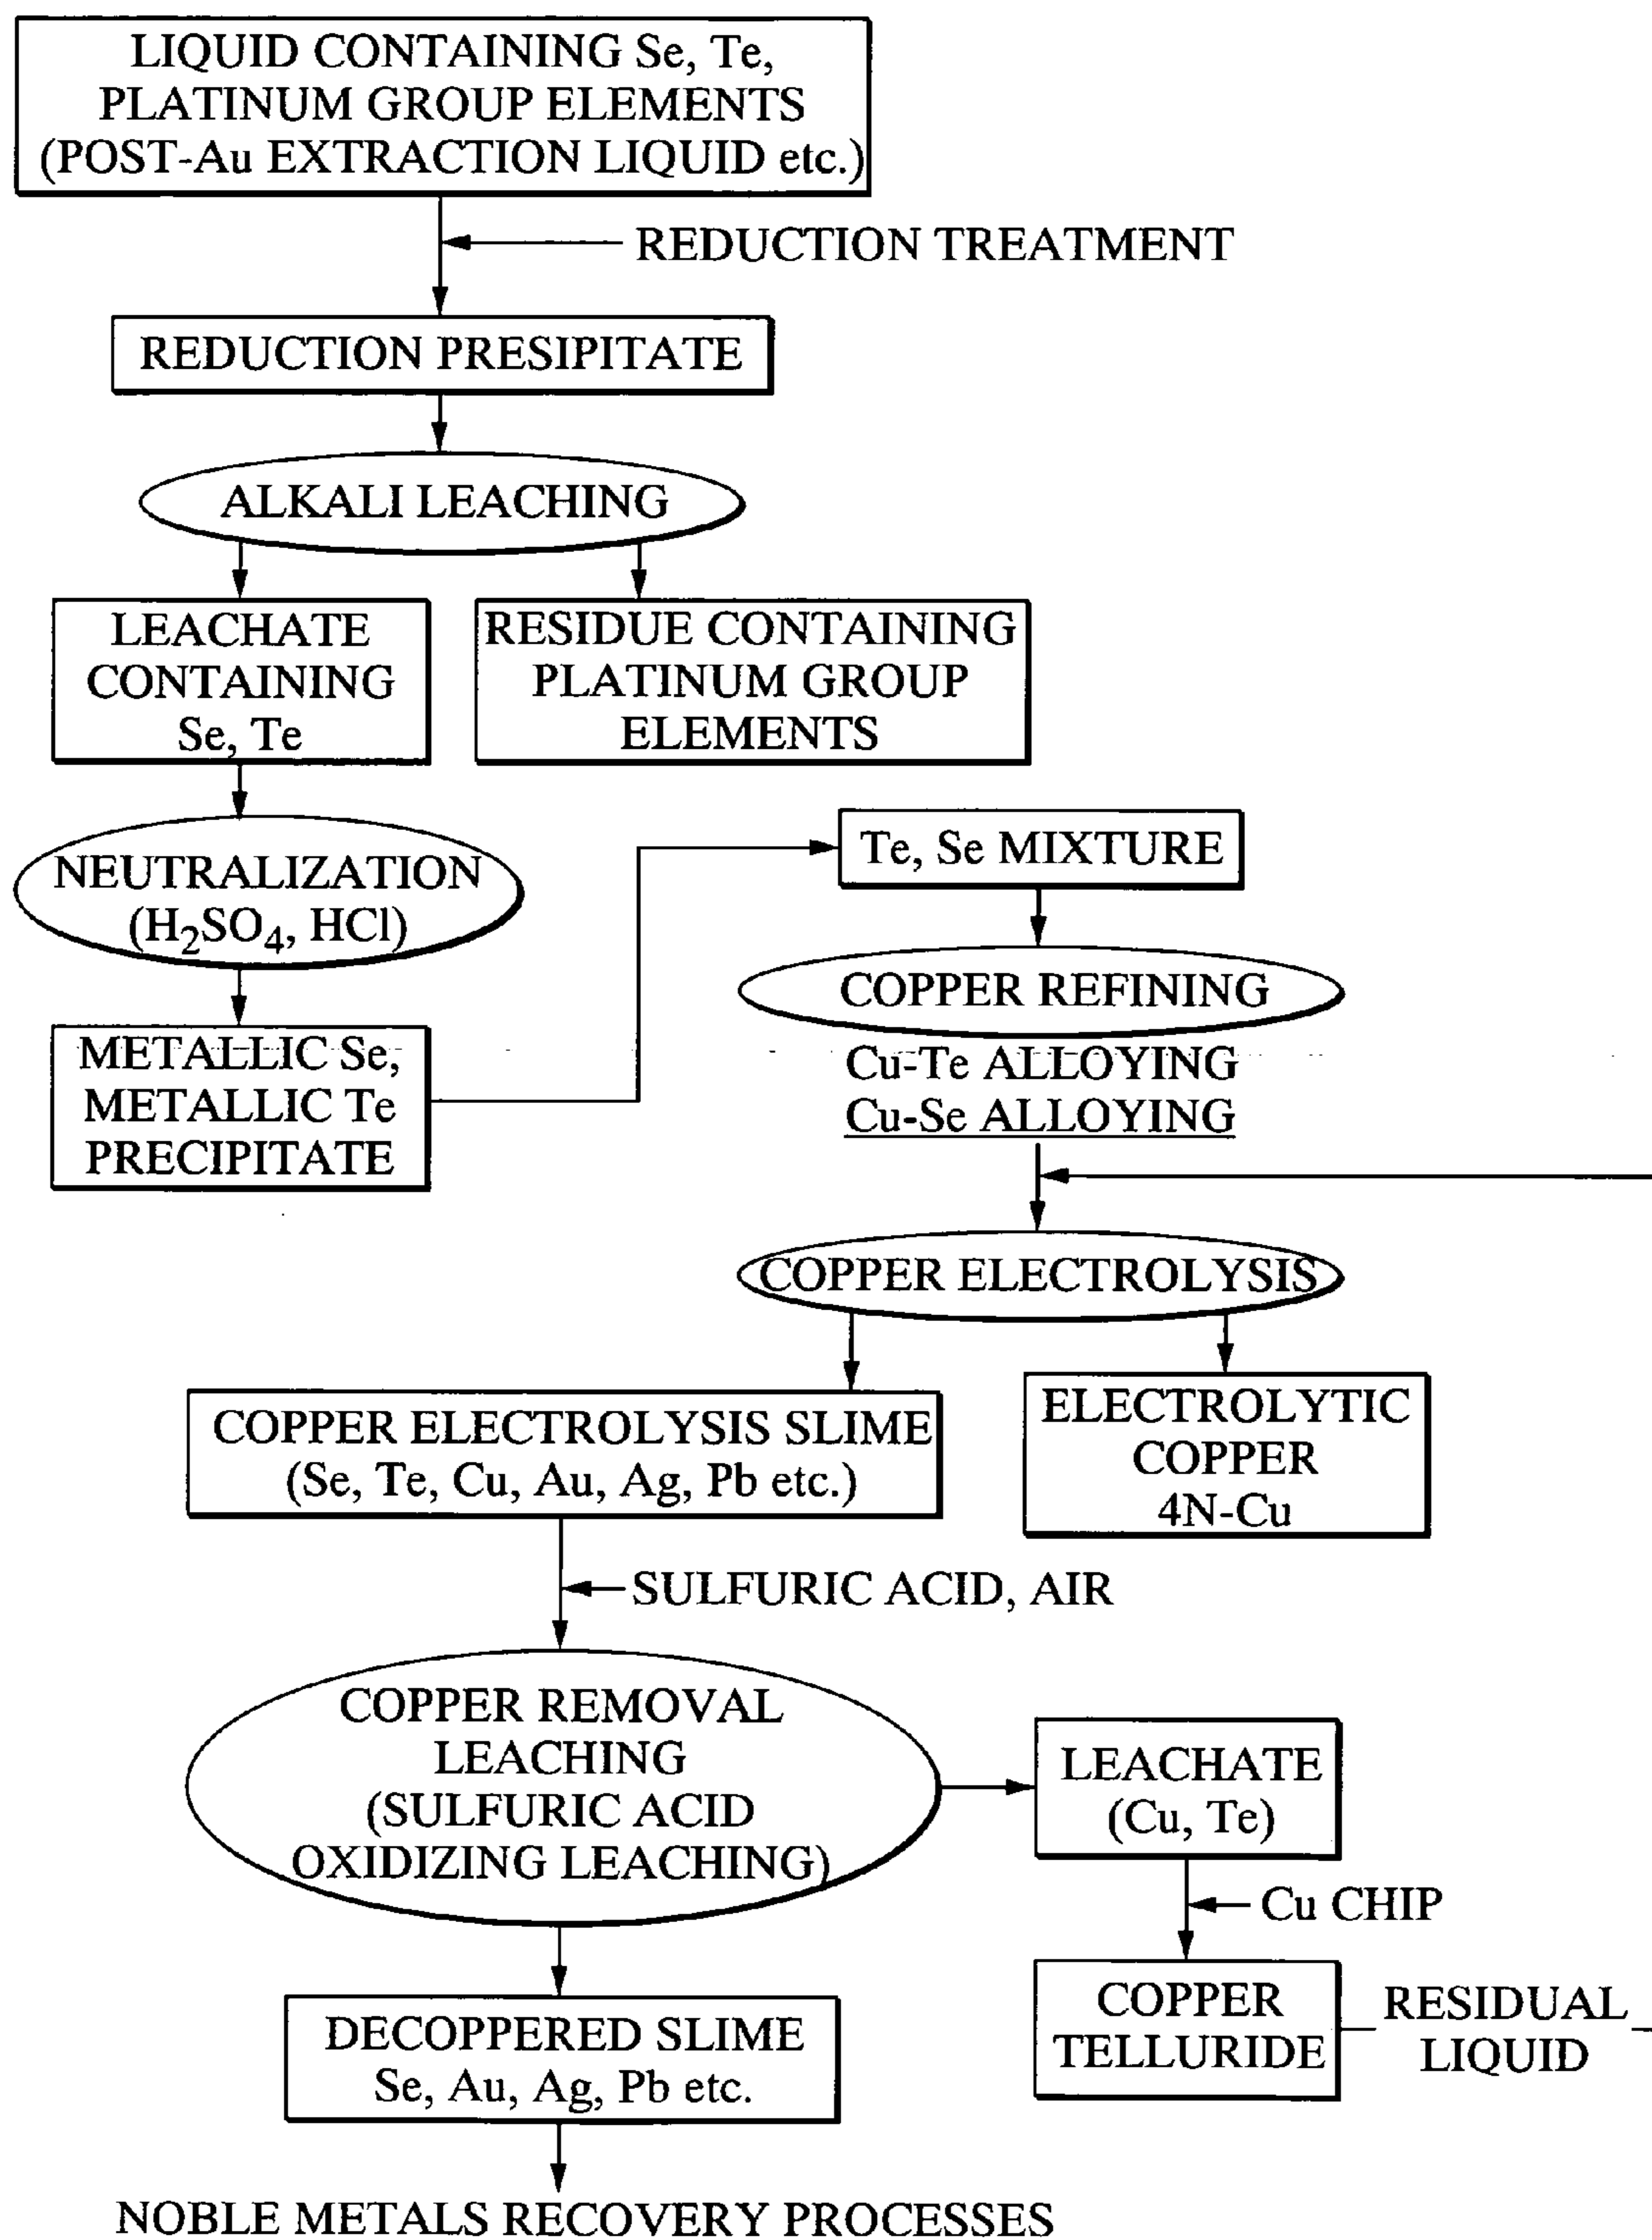 LIQUID CONTAINING Se, Te,
PLATINUM GROUP ELEMENTS
(POST-Au EXTRACTION LIQUID etc.)
REDUCTION TREATMENT
REDUCTION PRESIPITATE
ALKALI LEACHING
LEACHATE
CONTAINING
Se, Te
RESIDUE CONTAINING
PLATINUM GROUP
ELEMENTS
NEUTRALIZATION
(H₂SO₄, HCl)
METALLIC Se,
METALLIC Te
PRECIPITATE
Te, Se MIXTURE
COPPER REFINING
Cu-Te ALLOYING
Cu-Se ALLOYING
COPPER ELECTROLYSIS
COPPER ELECTROLYSIS SLIME
(Se, Te, Cu, Au, Ag, Pb etc.)
ELECTROLYTIC
COPPER
4N-Cu
SULFURIC ACID, AIR
COPPER REMOVAL
LEACHING
(SULFURIC ACID
OXIDIZING LEACHING)
LEACHATE
(Cu, Te)
Cu CHIP
COPPER
TELLURIDE
RESIDUAL
LIQUID
DECOPPERED SLIME
Se, Au, Ag, Pb etc.
NOBLE METALS RECOVERY PROCESSES